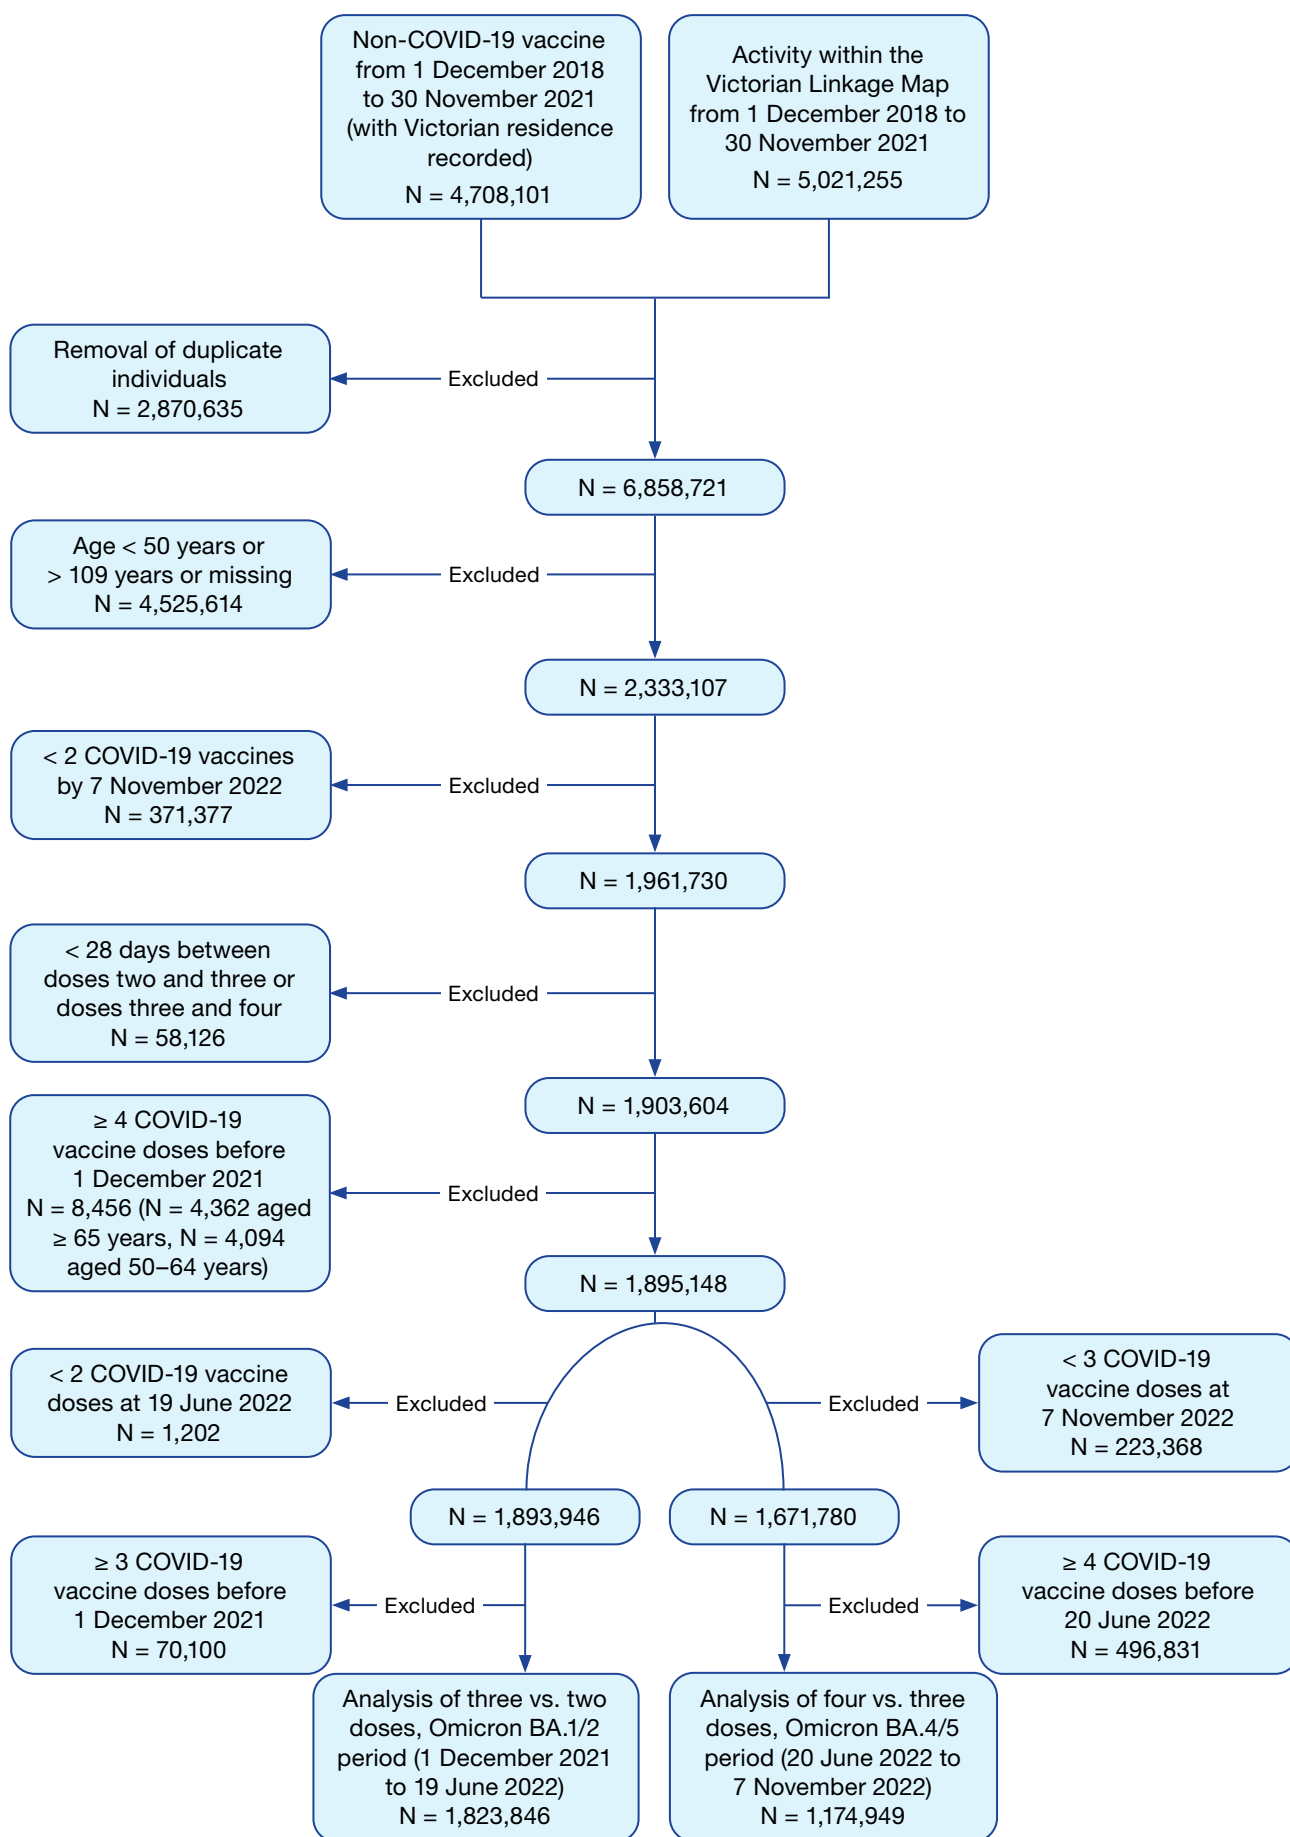 Non-COVID-19 vaccine
from 1 December 2018
to 30 November 2021
(with Victorian residence
recorded)
N = 4,708,101
Activity within the
Victorian Linkage Map
from 1 December 2018 to
30 November 2021
N = 5,021,255
Removal of duplicate
individuals
N = 2,870,635
Excluded
N = 6,858,721
Age < 50 years or
> 109 years or missing
N = 4,525,614
Excluded
N = 2,333,107
< 2 COVID-19 vaccines
by 7 November 2022
N = 371,377
Excluded
N = 1,961,730
< 28 days between
doses two and three or
doses three and four
N = 58,126
Excluded
N = 1,903,604
≥ 4 COVID-19
vaccine doses before
1 December 2021
N = 8,456 (N = 4,362 aged
≥ 65 years, N = 4,094
aged 50–64 years)
Excluded
N = 1,895,148
< 2 COVID-19 vaccine
doses at 19 June 2022
N = 1,202
Excluded
Excluded
< 3 COVID-19
vaccine doses at
7 November 2022
N = 223,368
N = 1,893,946
N = 1,671,780
≥ 3 COVID-19
vaccine doses before
1 December 2021
N = 70,100
Excluded
Excluded
≥ 4 COVID-19
vaccine doses before
20 June 2022
N = 496,831
Analysis of three vs. two
doses, Omicron BA.1/2
period (1 December 2021
to 19 June 2022)
N = 1,823,846
Analysis of four vs. three
doses, Omicron BA.4/5
period (20 June 2022 to
7 November 2022)
N = 1,174,949